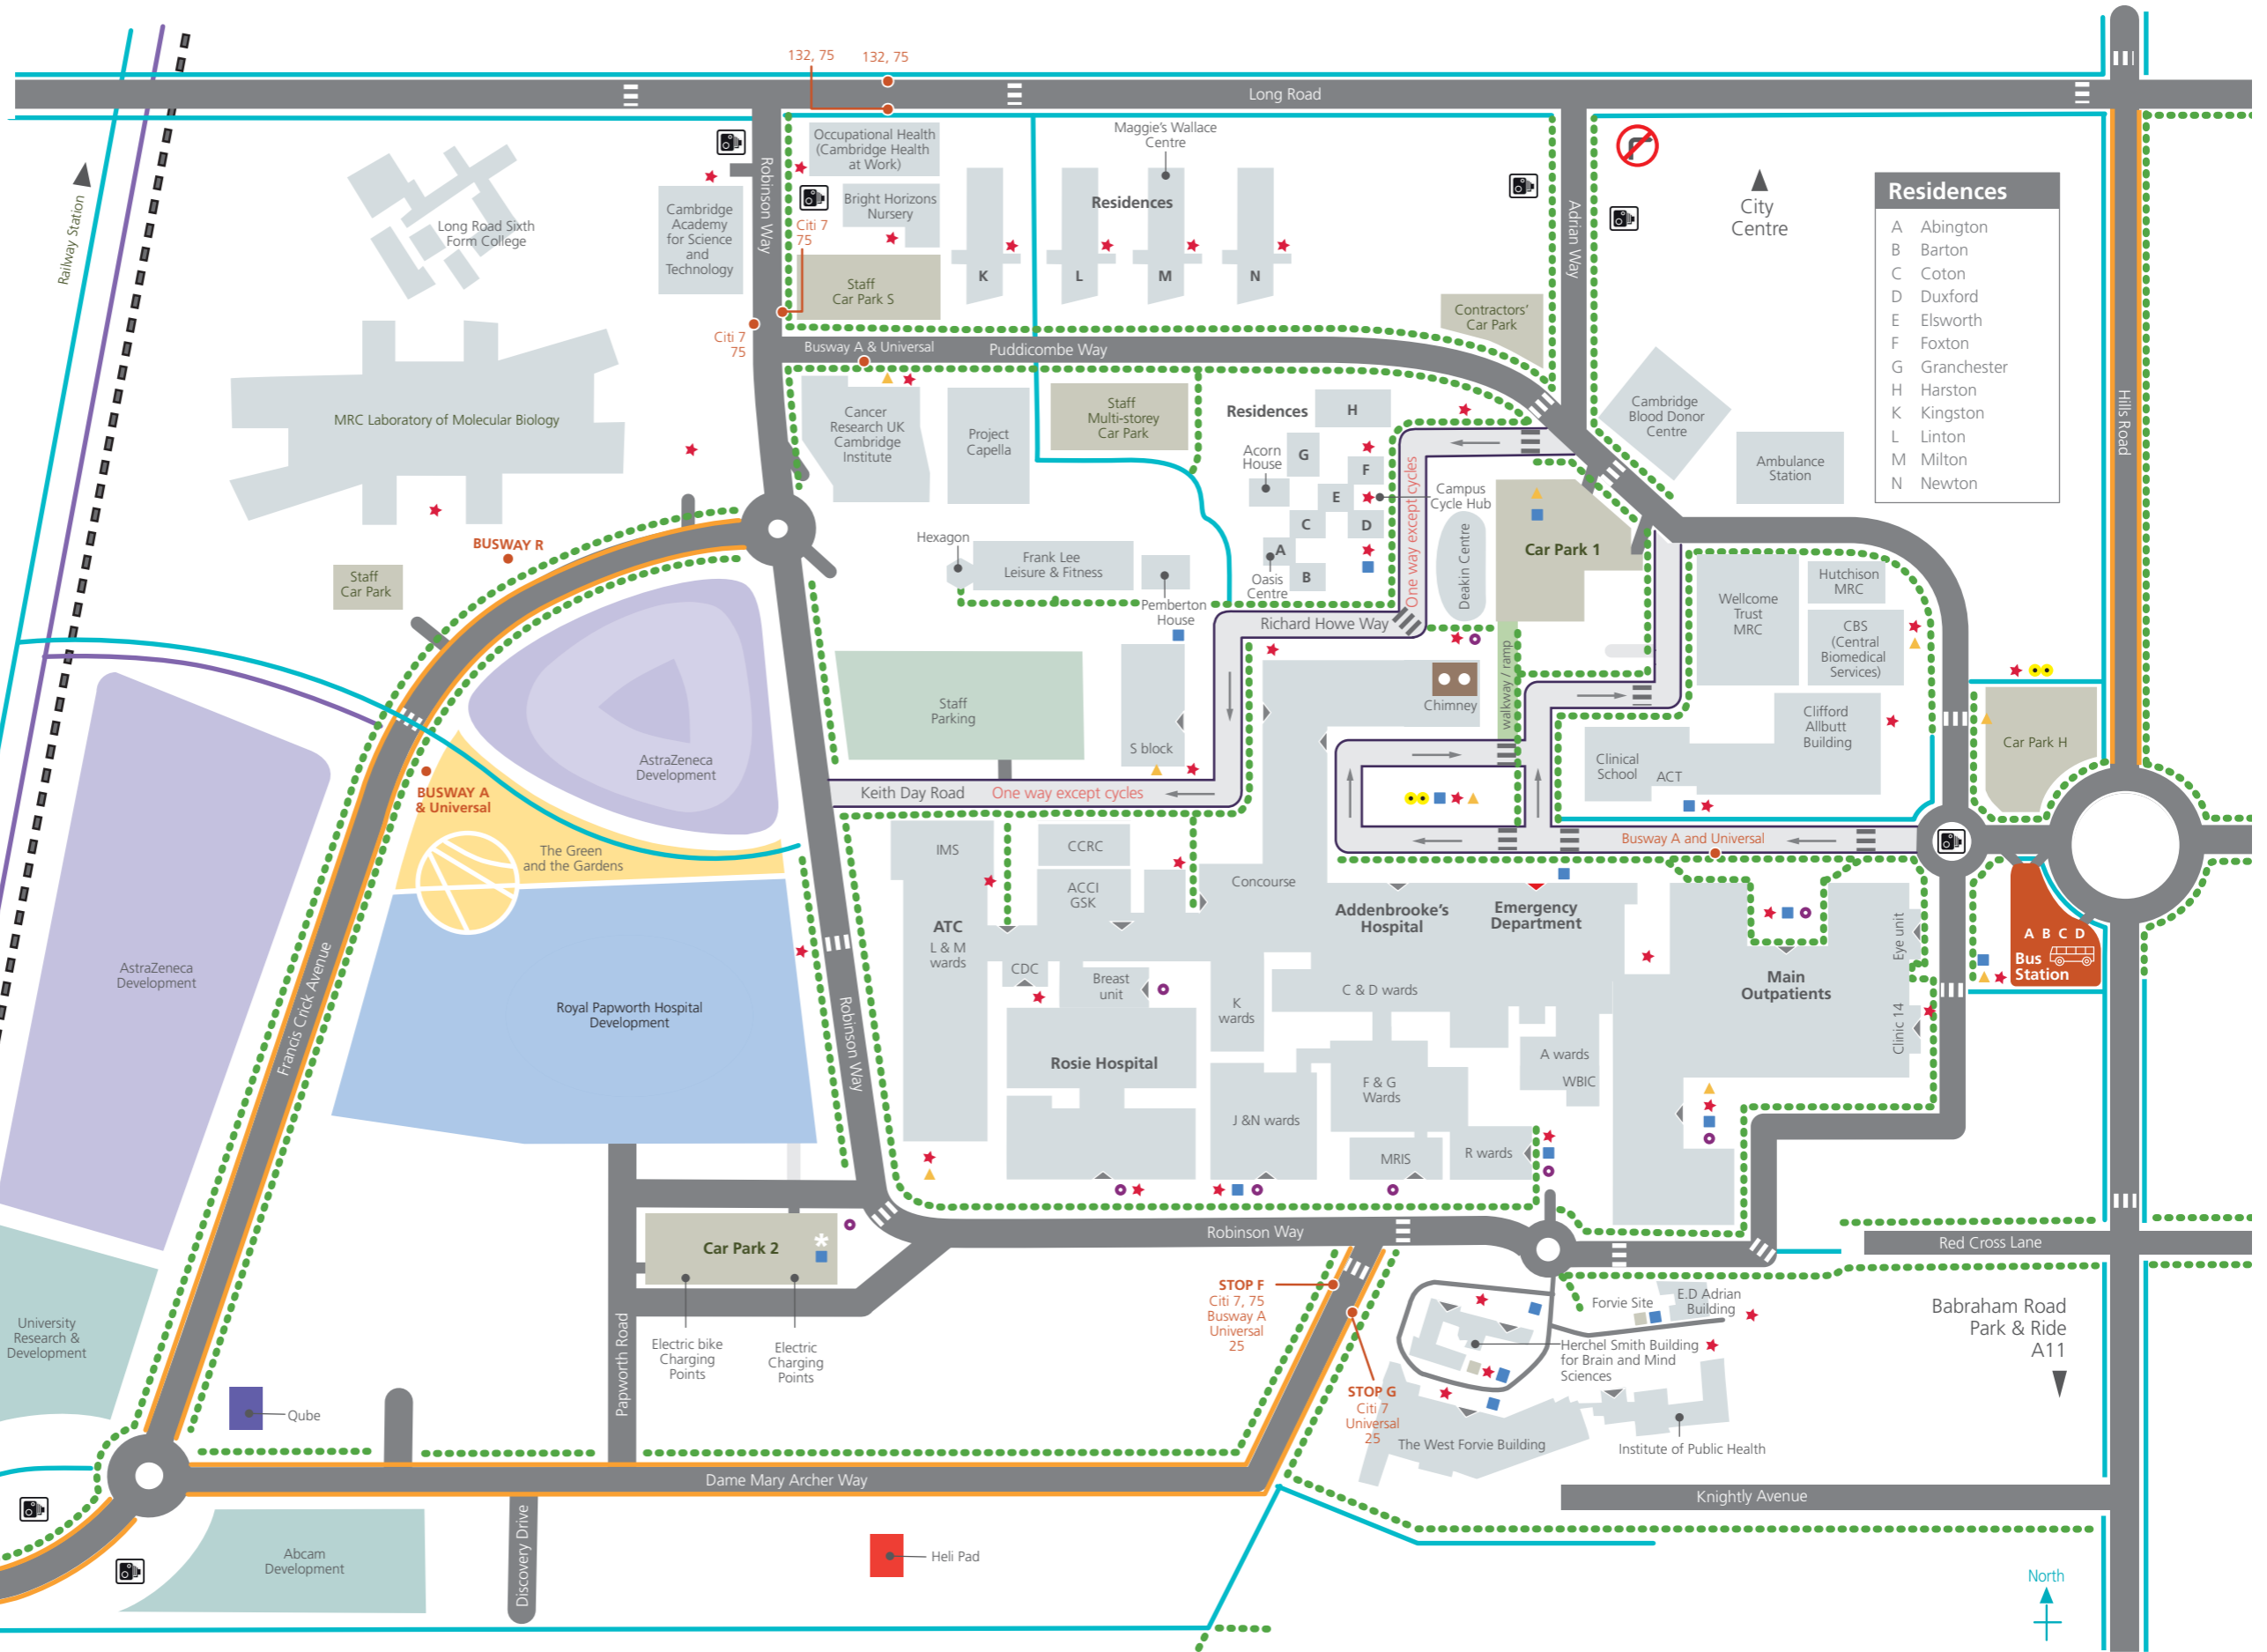 132, 75
132, 75
Long Road
Railway Station
Long Road Sixth
Form College
Cambridge
Academy
for Science
and
Technology
Robinson Way
Occupational Health
(Cambridge Health
at Work)
Bright Horizons
Nursery
Citi 7
75
Staff
Car Park S
Citi 7
75
Maggie's Wallace
Centre
Residences
K
L
M
N
Adrian Way
Contractors'
Car Park
City
Centre
Residences
A Abington
B Barton
C Coton
D Duxford
E Elsworth
F Foxton
G Granchester
H Harston
K Kingston
L Linton
M Milton
N Newton
Hills Road
Busway A & Universal
Puddicombe Way
MRC Laboratory of Molecular Biology
Cancer
Research UK
Cambridge
Institute
Project
Capella
Staff
Multi-storey
Car Park
Residences
H
G
F
E
C
D
A
B
Acorn
House
Oasis
Centre
Campus
Cycle Hub
One way except cycles
Deakin Centre
Car Park 1
Cambridge
Blood Donor
Centre
Ambulance
Station
BUSWAY R
Staff
Car Park
Hexagon
Frank Lee
Leisure & Fitness
Pemberton
House
Richard Howe Way
Wellcome
Trust
MRC
Hutchison
MRC
CBS
(Central
Biomedical
Services)
Clifford
Allbutt
Building
Clinical
School
ACT
Car Park H
walkway / ramp
Chimney
Staff
Parking
S block
AstraZeneca
Development
BUSWAY A
& Universal
The Green
and the Gardens
Keith Day Road
One way except cycles
Busway A and Universal
IMS
CCRC
ACCI
GSK
Concourse
ATC
L & M
wards
CDC
Breast
unit
K
wards
Addenbrooke's
Hospital
Emergency
Department
C & D wards
Main
Outpatients
Eye unit
Clinic 14
A B C D
Bus
Station
AstraZeneca
Development
Francis Crick Avenue
Royal Papworth Hospital
Development
Robinson Way
Rosie Hospital
J &N wards
F & G
Wards
A wards
WBIC
MRIS
R wards
Car Park 2
*
Robinson Way
Red Cross Lane
Electric bike
Charging
Points
Electric
Charging
Points
Papworth Road
STOP F
Citi 7, 75
Busway A
Universal
25
STOP G
Citi 7
Universal
25
Forvie Site
E.D Adrian
Building
Herchel Smith Building
for Brain and Mind
Sciences
The West Forvie Building
Institute of Public Health
Babraham Road
Park & Ride
A11
University
Research &
Development
Qube
Dame Mary Archer Way
Knightly Avenue
Abcam
Development
Discovery Drive
Heli Pad
North